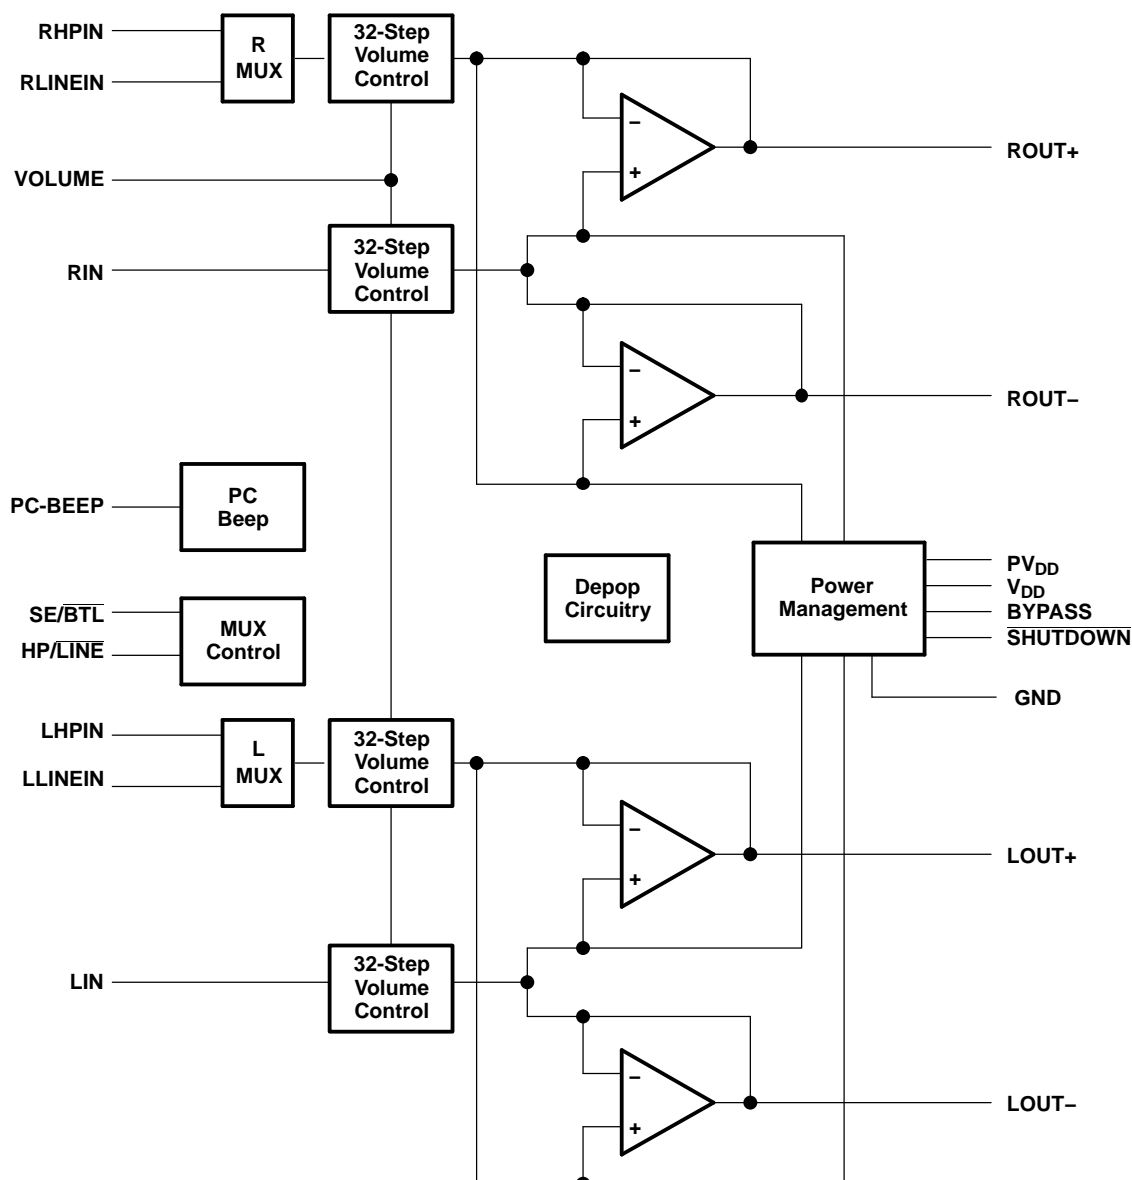 RHPIN
RLINEIN
R
MUX
32-Step
Volume
Control
−
+
ROUT+
VOLUME
RIN
32-Step
Volume
Control
−
+
ROUT−
PC-BEEP
PC
Beep
Depop
Circuitry
Power
Management
PVDD
VDD
BYPASS
SHUTDOWN
GND
SE/BTL
HP/LINE
MUX
Control
LHPIN
LLINEIN
L
MUX
32-Step
Volume
Control
−
+
LOUT+
LIN
32-Step
Volume
Control
−
+
LOUT−